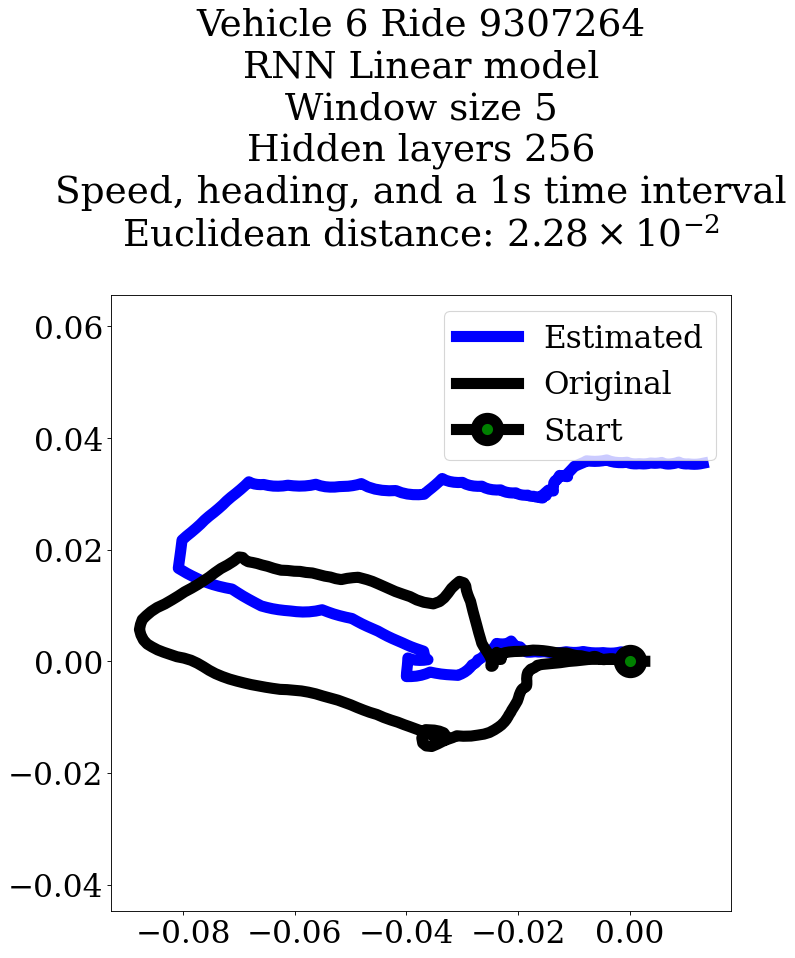 Vehicle 6 Ride 9307264
RNN Linear model
Window size 5
Hidden layers 256
Speed, heading, and a 1s time interval
Euclidean distance: 2.28 × 10⁻²
Estimated
Original
Start
0.06
0.04
0.02
0.00
−0.02
−0.04
−0.08 −0.06 −0.04 −0.02 0.00